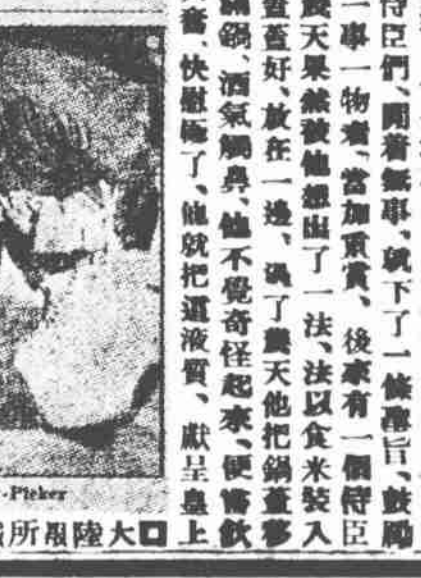 侍臣們、閒着無事、就下了一條聖旨、鼓勵
一事一物者、當加重賞、後來有一個侍臣
幾天果然被他想出了一法、法以食米裝入
蓋蓋好、放在一邊、過了幾天他把鍋蓋移
鍋、酒氣觸鼻、他不覺奇怪起來、便嘗飲
奮、快慰極了、他就把這液質、獻呈皇上
-Picker
大陸服所